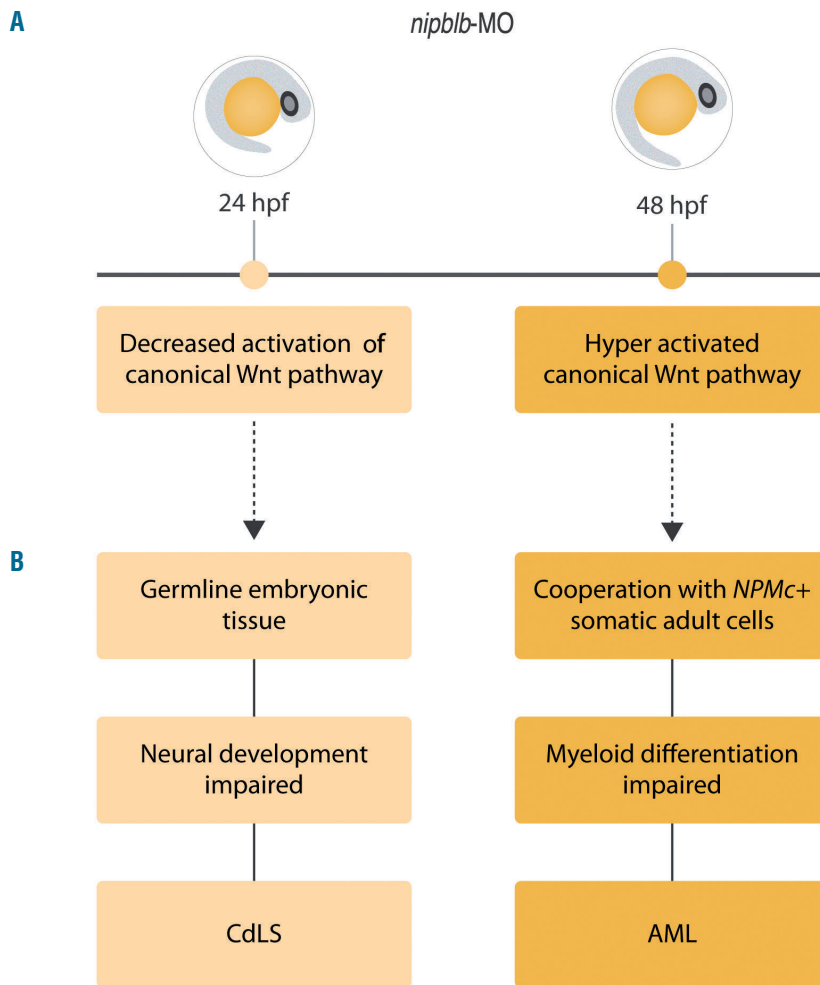 A
nipblb-MO
24 hpf
48 hpf
Decreased activation of
canonical Wnt pathway
Hyper activated
canonical Wnt pathway
B
Germline embryonic
tissue
Cooperation with NPMc+
somatic adult cells
Neural development
impaired
Myeloid differentiation
impaired
CdLS
AML